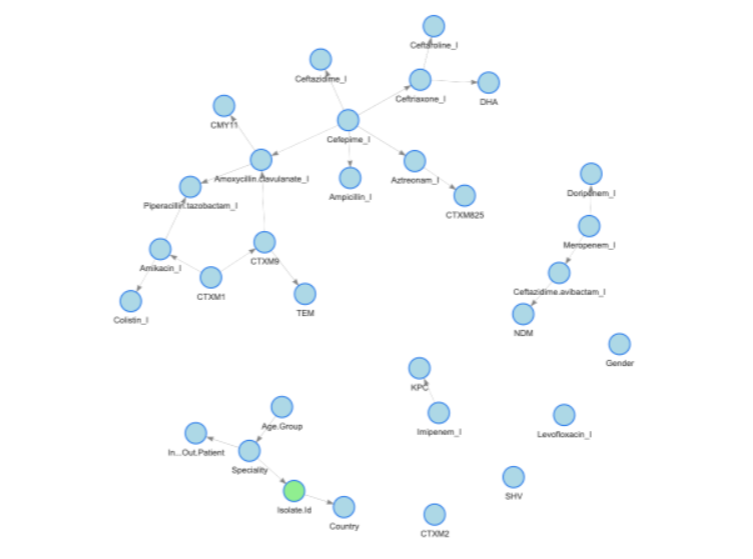 Ceftaroline_I
Ceftazidime_I
Ceftriaxone_I
DHA
CMY11
Cefepime_I
Amoxycillin.clavulanate_I
Aztreonam_I
Ampicillin_I
Piperacillin.tazobactam_I
CTXM825
Doripenem_I
Meropenem_I
CTXM9
Amikacin_I
Ceftazidime.avibactam_I
CTXM1
TEM
Colistin_I
NDM
Gender
KPC
Imipenem_I
Levofloxacin_I
Age.Group
In...Out.Patient
Speciality
SHV
Isolate.Id
Country
CTXM2